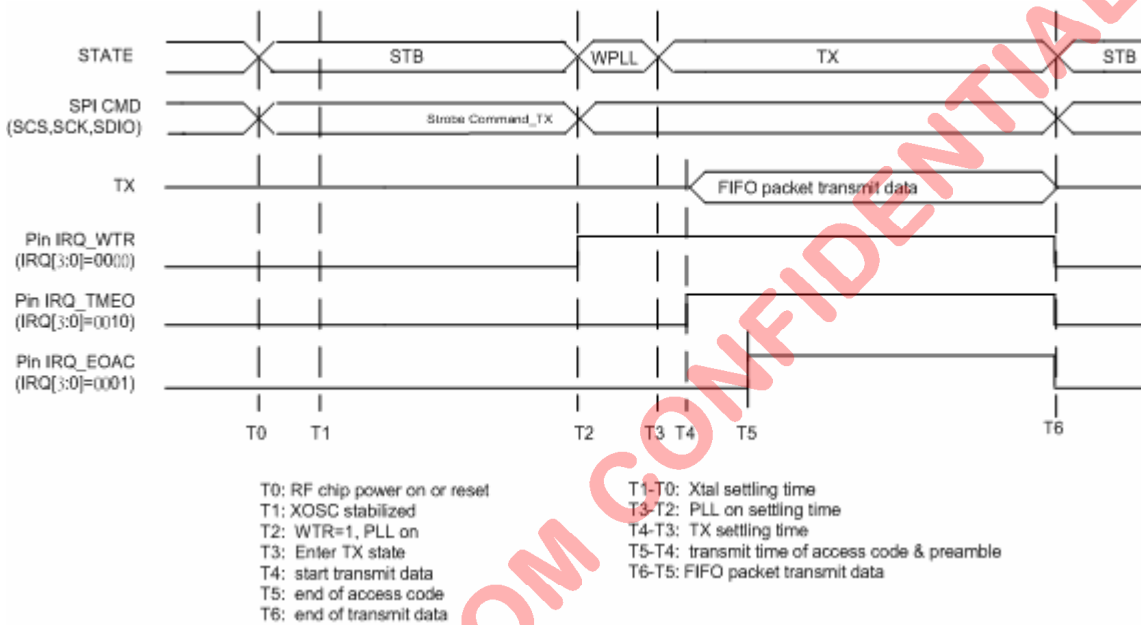 STATE
STB
WPLL
TX
STB
SPI CMD
(SCS,SCK,SDIO)
Strobe Command_TX
TX
FIFO packet transmit data
Pin IRQ_WTR
(IRQ[3:0]=0000)
Pin IRQ_TMEO
(IRQ[3:0]=0010)
Pin IRQ_EOAC
(IRQ[3:0]=0001)
T0 T1 T2 T3 T4 T5 T6
T0: RF chip power on or reset
T1: XOSC stabilized
T2: WTR=1, PLL on
T3: Enter TX state
T4: start transmit data
T5: end of access code
T6: end of transmit data
T1-T0: Xtal settling time
T3-T2: PLL on settling time
T4-T3: TX settling time
T5-T4: transmit time of access code & preamble
T6-T5: FIFO packet transmit data
OM CONFIDENTIAL